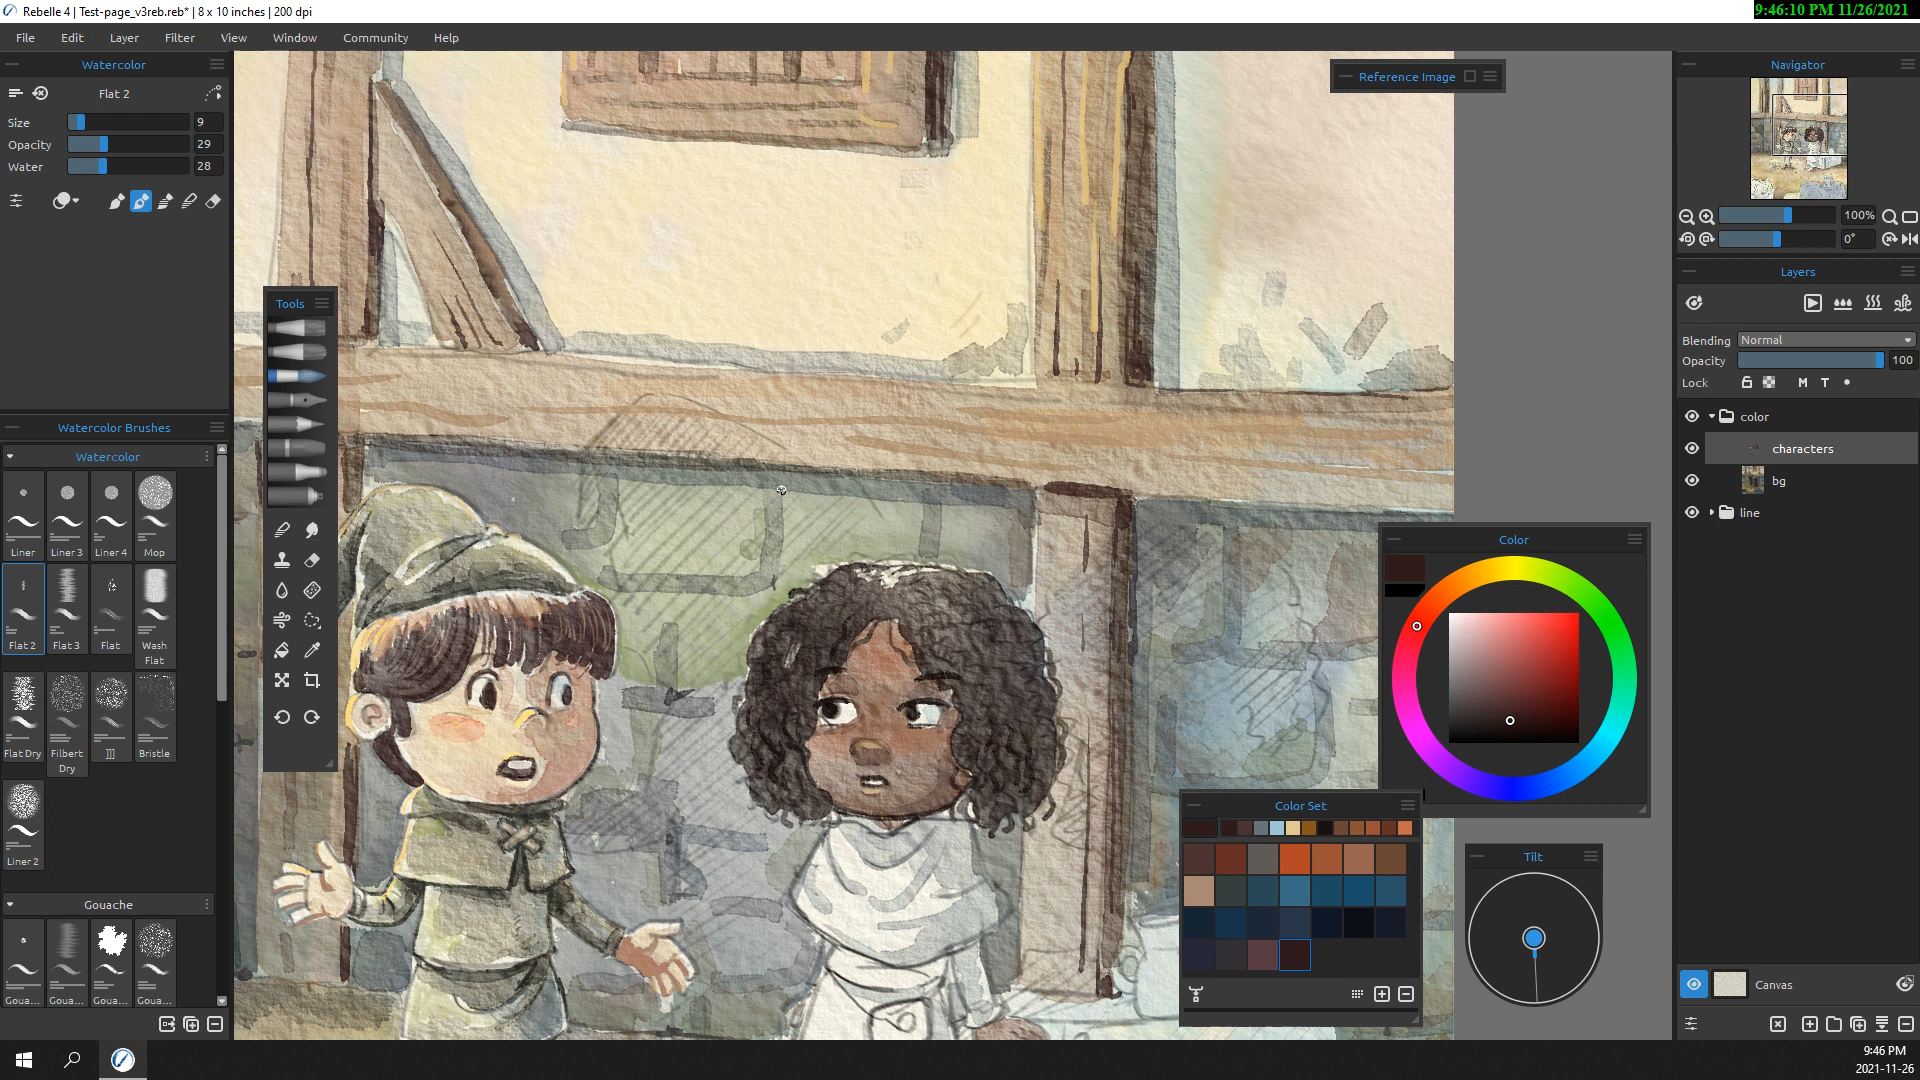 Rebelle 4 | Test-page_v3reb.reb* | 8 x 10 inches | 200 dpi
9:46:10 PM 11/26/2021
File Edit Layer Filter View Window Community Help
Watercolor
Flat 2
Size 9
Opacity 29
Water 28
Watercolor Brushes
Watercolor
Liner Liner 3 Liner 4 Mop
Flat 2 Flat 3 Flat Wash Flat
Flat Dry Filbert Dry ]]] Bristle
Liner 2
Gouache
Goua... Goua... Goua... Goua...
Tools
Reference Image
Color
Color Set
Tilt
Navigator
100%
0°
Layers
Blending Normal
Opacity 100
Lock M T
color
characters
bg
line
Canvas
9:46 PM
2021-11-26